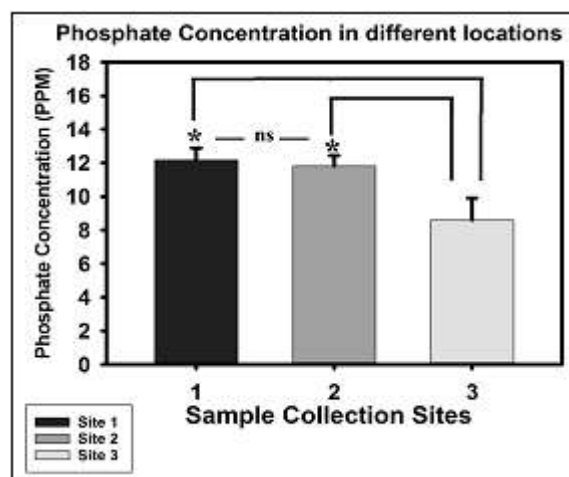 Phosphate Concentration in different locations
Phosphate Concentration (PPM)
18
16
14
12
10
8
6
4
2
0
* ns *
1 2 3
Sample Collection Sites
Site 1
Site 2
Site 3